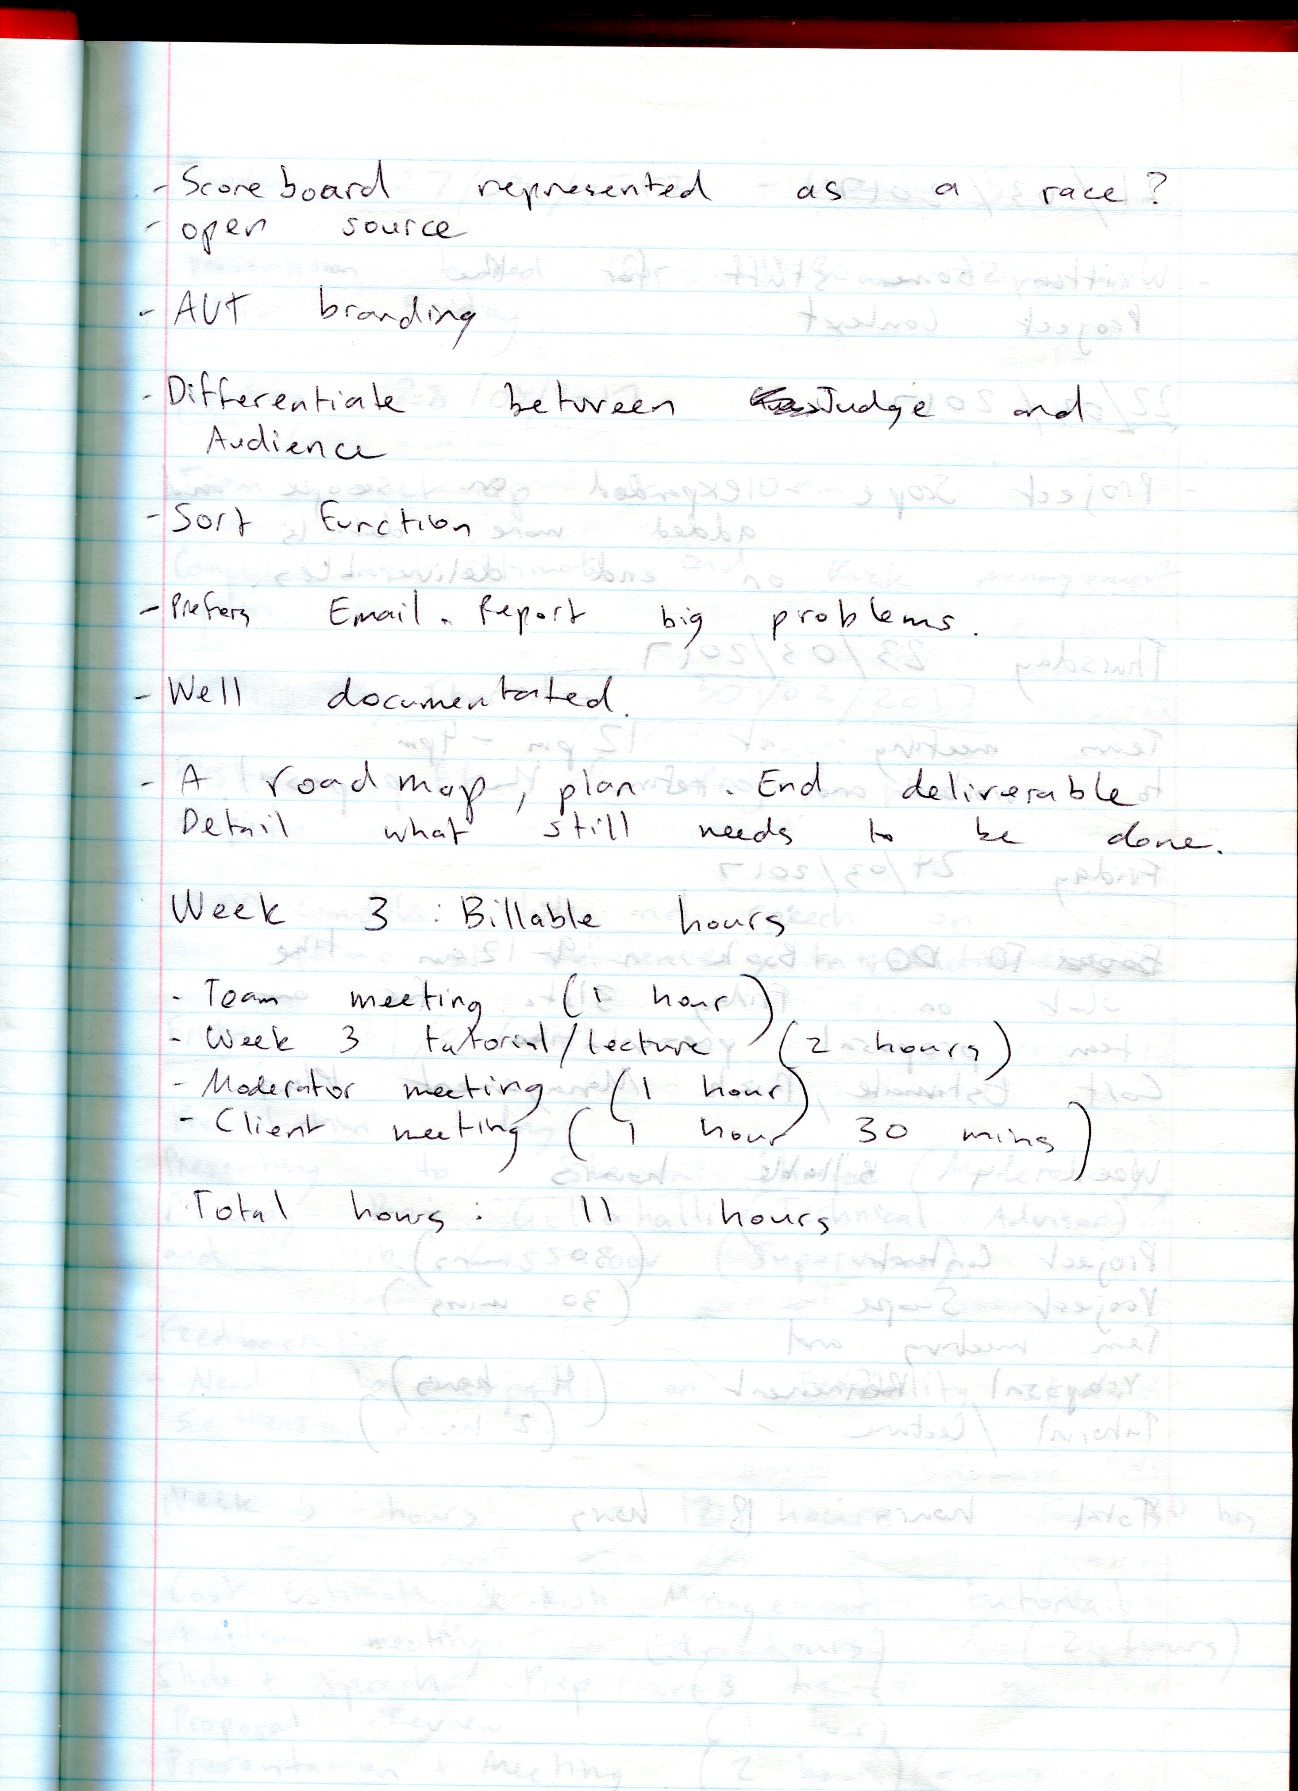 - Scoreboard represented as a race?
- open source
- AUT branding
- Differentiate between Judge and
Audience
- Sort function
- Prefers Email. Report big problems.
- Well documentated.
- A roadmap, plan. End deliverable
Detail what still needs to be done.
Week 3 : Billable hours
- Team meeting (1 hour)
- Week 3 tutorial/lecture (2 hours)
- Moderator meeting (1 hour)
- Client meeting (1 hour 30 mins)
Total hours: 11 hours